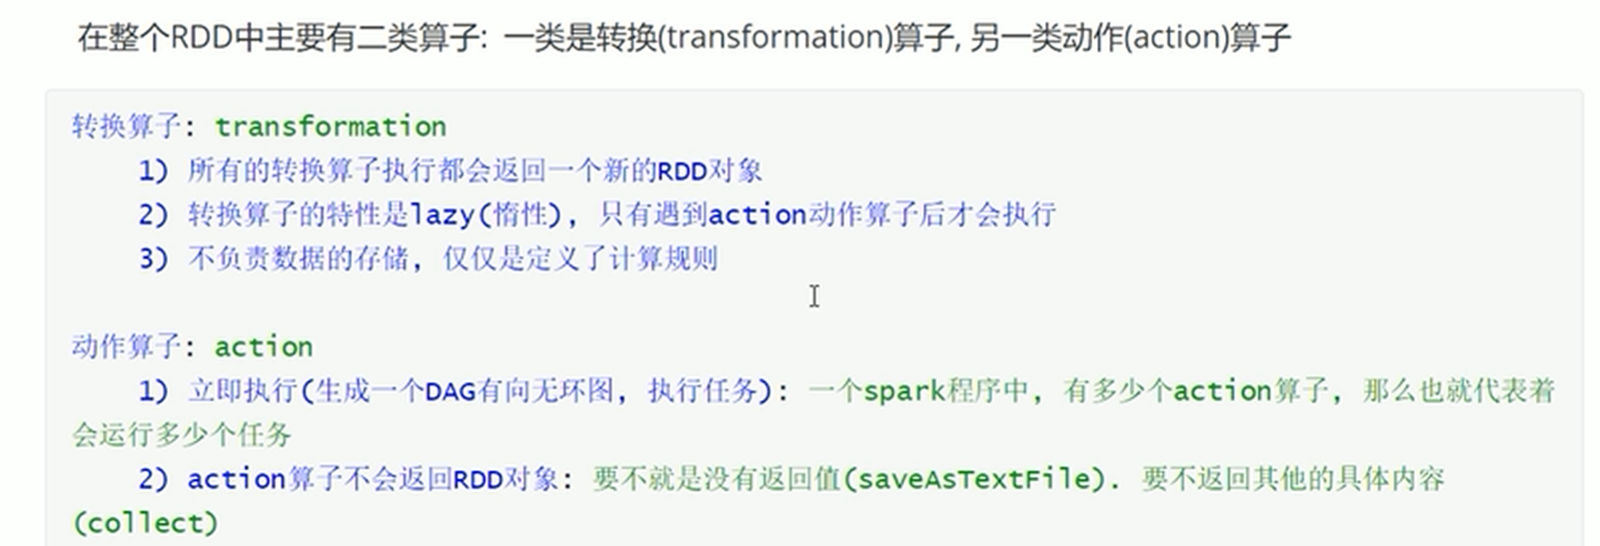 在整个RDD中主要有二类算子: 一类是转换(transformation)算子, 另一类动作(action)算子
转换算子: transformation
1) 所有的转换算子执行都会返回一个新的RDD对象
2) 转换算子的特性是lazy(惰性), 只有遇到action动作算子后才会执行
3) 不负责数据的存储, 仅仅是定义了计算规则
动作算子: action
1) 立即执行(生成一个DAG有向无环图, 执行任务): 一个spark程序中, 有多少个action算子, 那么也就代表着
会运行多少个任务
2) action算子不会返回RDD对象: 要不就是没有返回值(saveAsTextFile). 要不返回其他的具体内容
(collect)